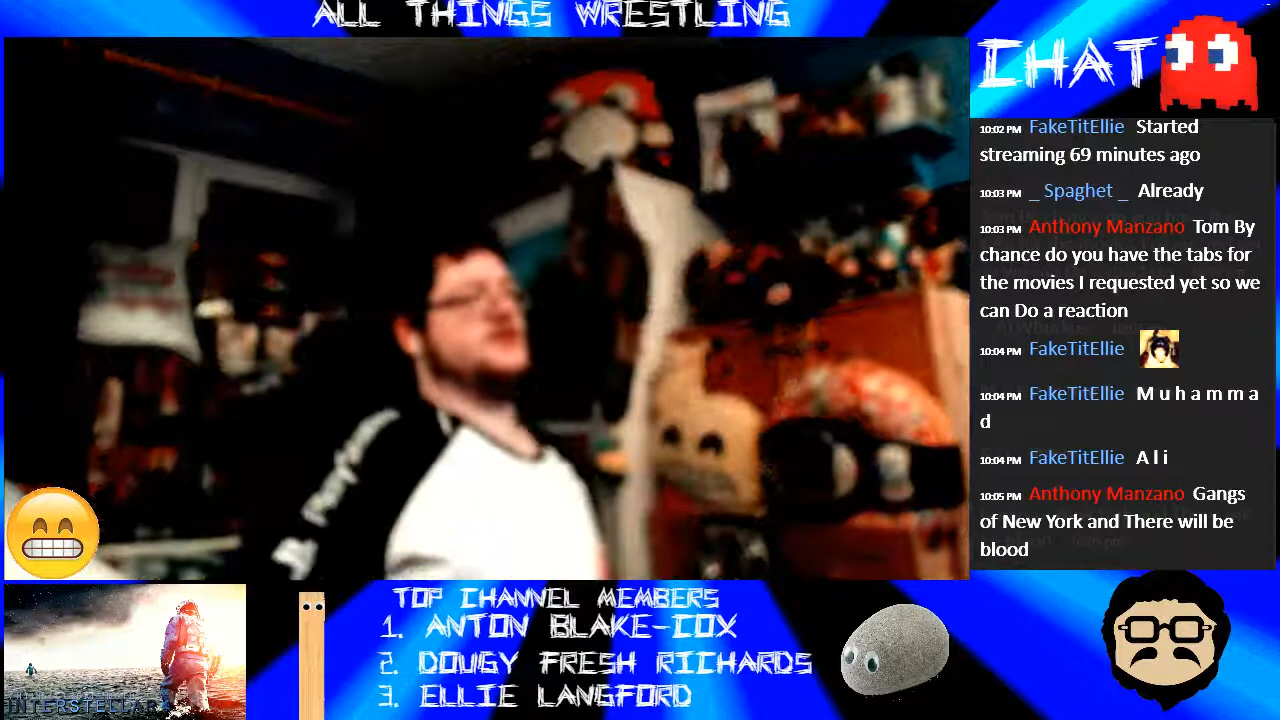 ALL THINGS WRESTLING
CHAT
10:02 PM FakeTitEllie Started
streaming 69 minutes ago
10:03 PM _ Spaghet _ Already
10:03 PM Anthony Manzano Tom By
chance do you have the tabs for
the movies I requested yet so we
can Do a reaction
10:04 PM FakeTitEllie
10:04 PM FakeTitEllie M u h a m m a
d
10:04 PM FakeTitEllie A l i
10:05 PM Anthony Manzano Gangs
of New York and There will be
blood
TOP CHANNEL MEMBERS
1. ANTON BLAKE-COX
2. DOUGY FRESH RICHARDS
3. ELLIE LANGFORD
INTERSTELLAR